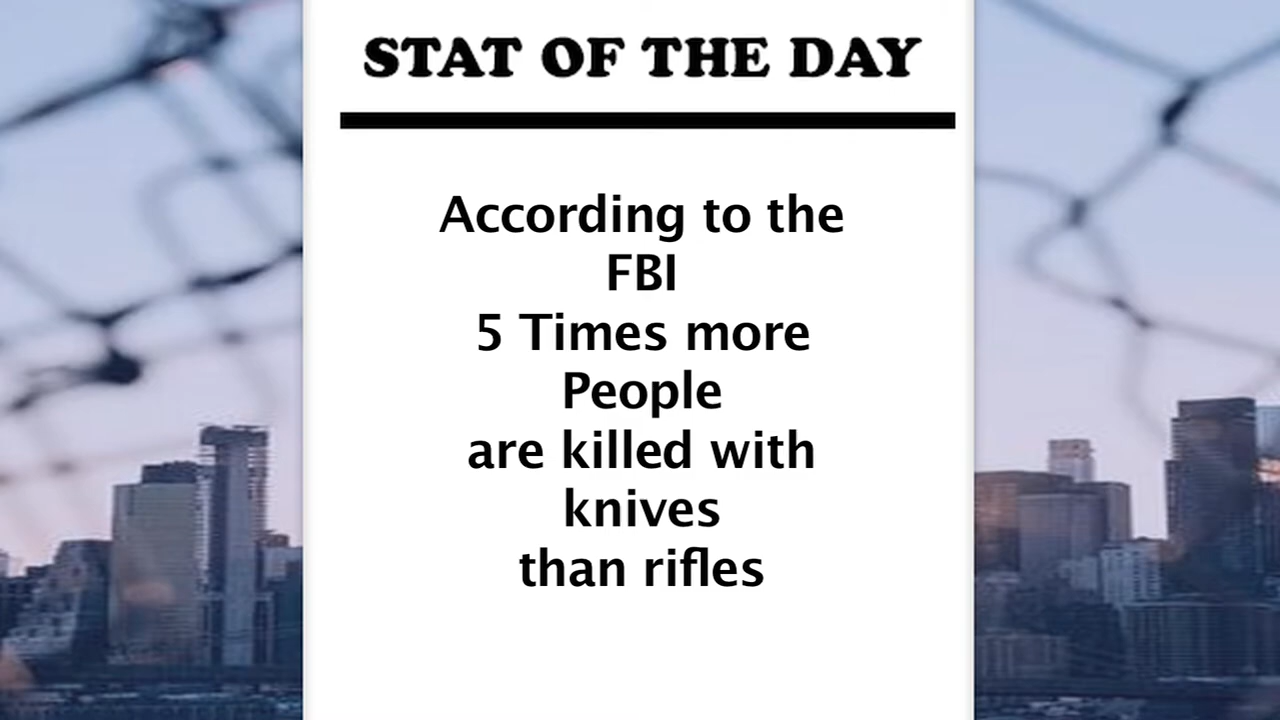 STAT OF THE DAY
According to the
FBI
5 Times more
People
are killed with
knives
than rifles